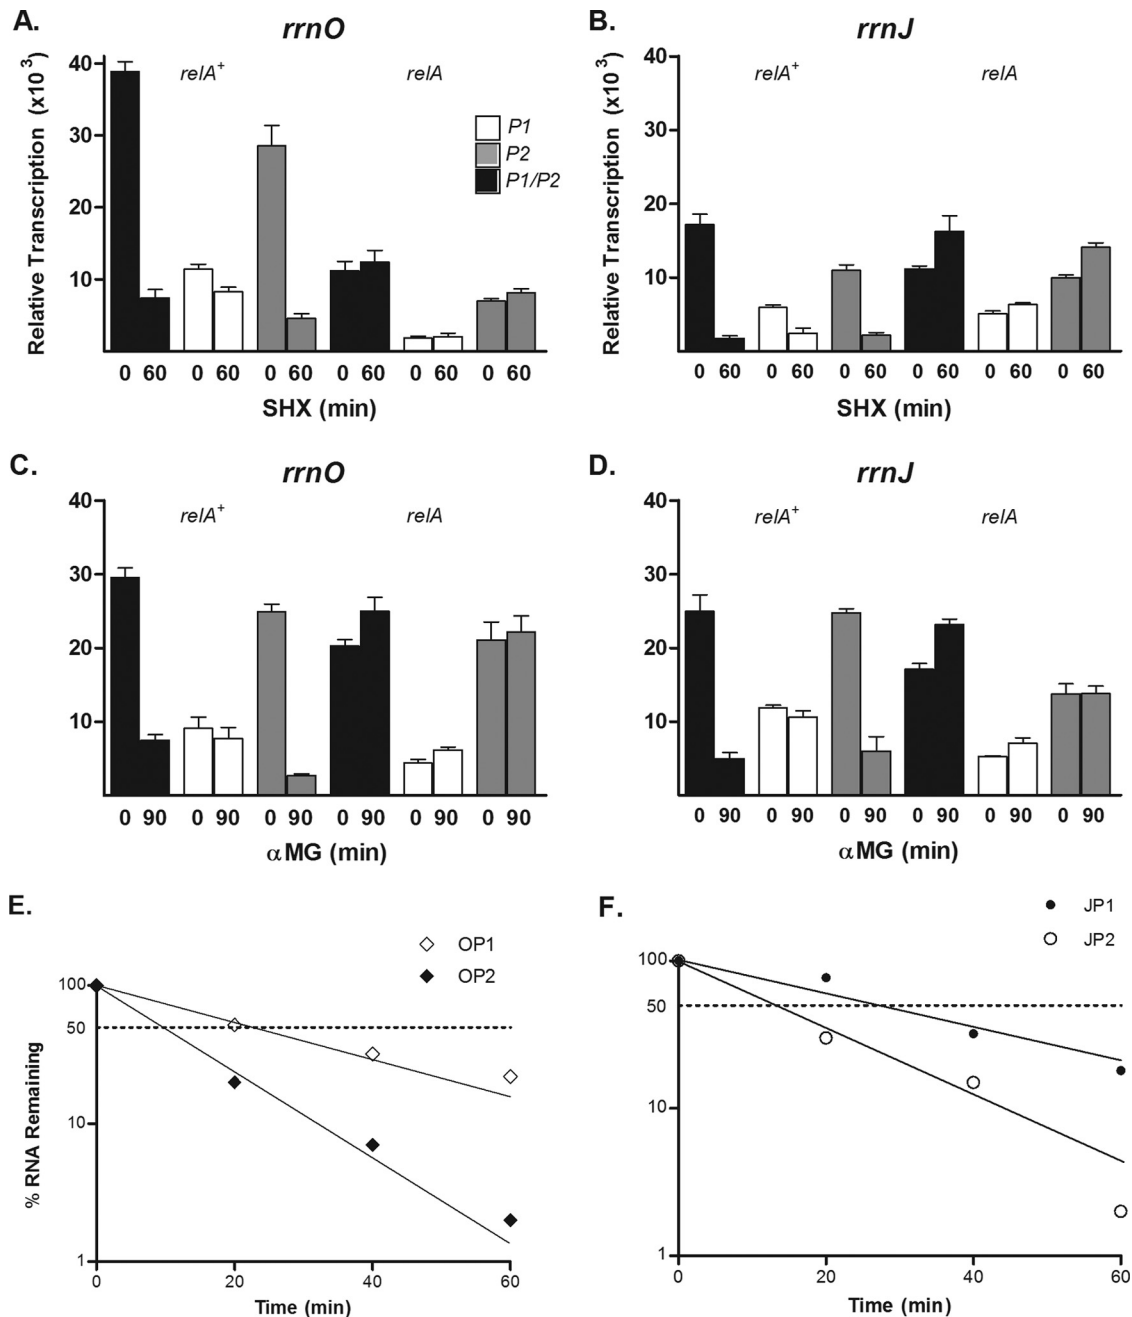 A.
rrnO
relA+
relA
P1
P2
P1/P2
Relative Transcription (x10 3)
40
30
20
10
0 60 0 60 0 60 0 60 0 60 0 60
SHX (min)
B.
rrnJ
relA+
relA
Relative Transcription (x10 3)
40
30
20
10
0 60 0 60 0 60 0 60 0 60 0 60
SHX (min)
C.
rrnO
relA+
relA
40
30
20
10
0 90 0 90 0 90 0 90 0 90 0 90
αMG (min)
D.
rrnJ
relA+
relA
40
30
20
10
0 90 0 90 0 90 0 90 0 90 0 90
αMG (min)
E.
OP1
OP2
% RNA Remaining
100
50
10
1
0 20 40 60
Time (min)
F.
JP1
JP2
100
50
10
1
0 20 40 60
Time (min)